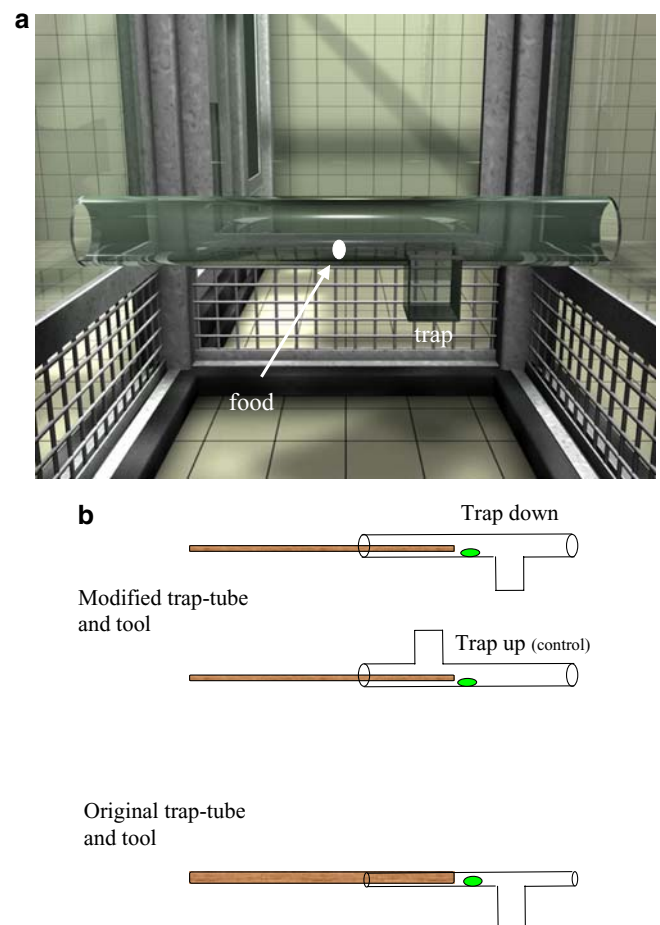 a
trap
food
b
Trap down
Modified trap-tube
and tool
Trap up (control)
Original trap-tube
and tool